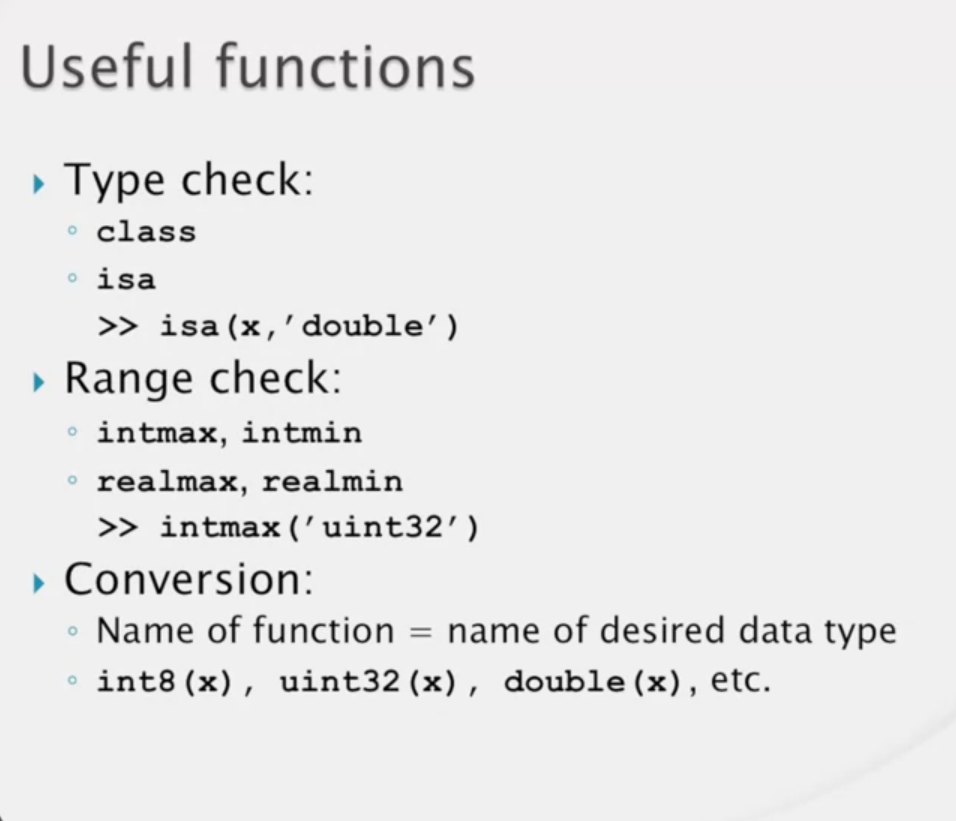 Useful functions
Type check:
class
isa
>> isa(x,'double')
Range check:
intmax, intmin
realmax, realmin
>> intmax('uint32')
Conversion:
Name of function = name of desired data type
int8(x), uint32(x), double(x), etc.